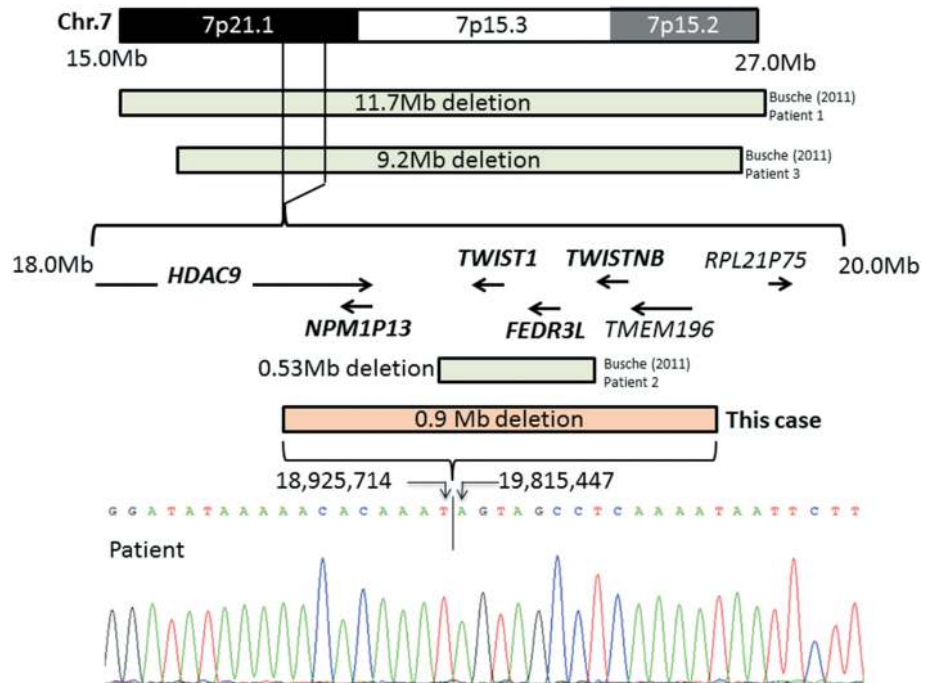 Chr.7 7p21.1 7p15.3 7p15.2
15.0Mb 27.0Mb
11.7Mb deletion Busche (2011)
Patient 1
9.2Mb deletion Busche (2011)
Patient 3
18.0Mb HDAC9 TWIST1 TWISTNB RPL21P75 20.0Mb
NPM1P13 FEDR3L TMEM196
0.53Mb deletion Busche (2011)
Patient 2
0.9 Mb deletion This case
18,925,714 19,815,447
G G A T A T A A A A A C A C A A A T A G T A G C C T C A A A A T A A T T C T T
Patient